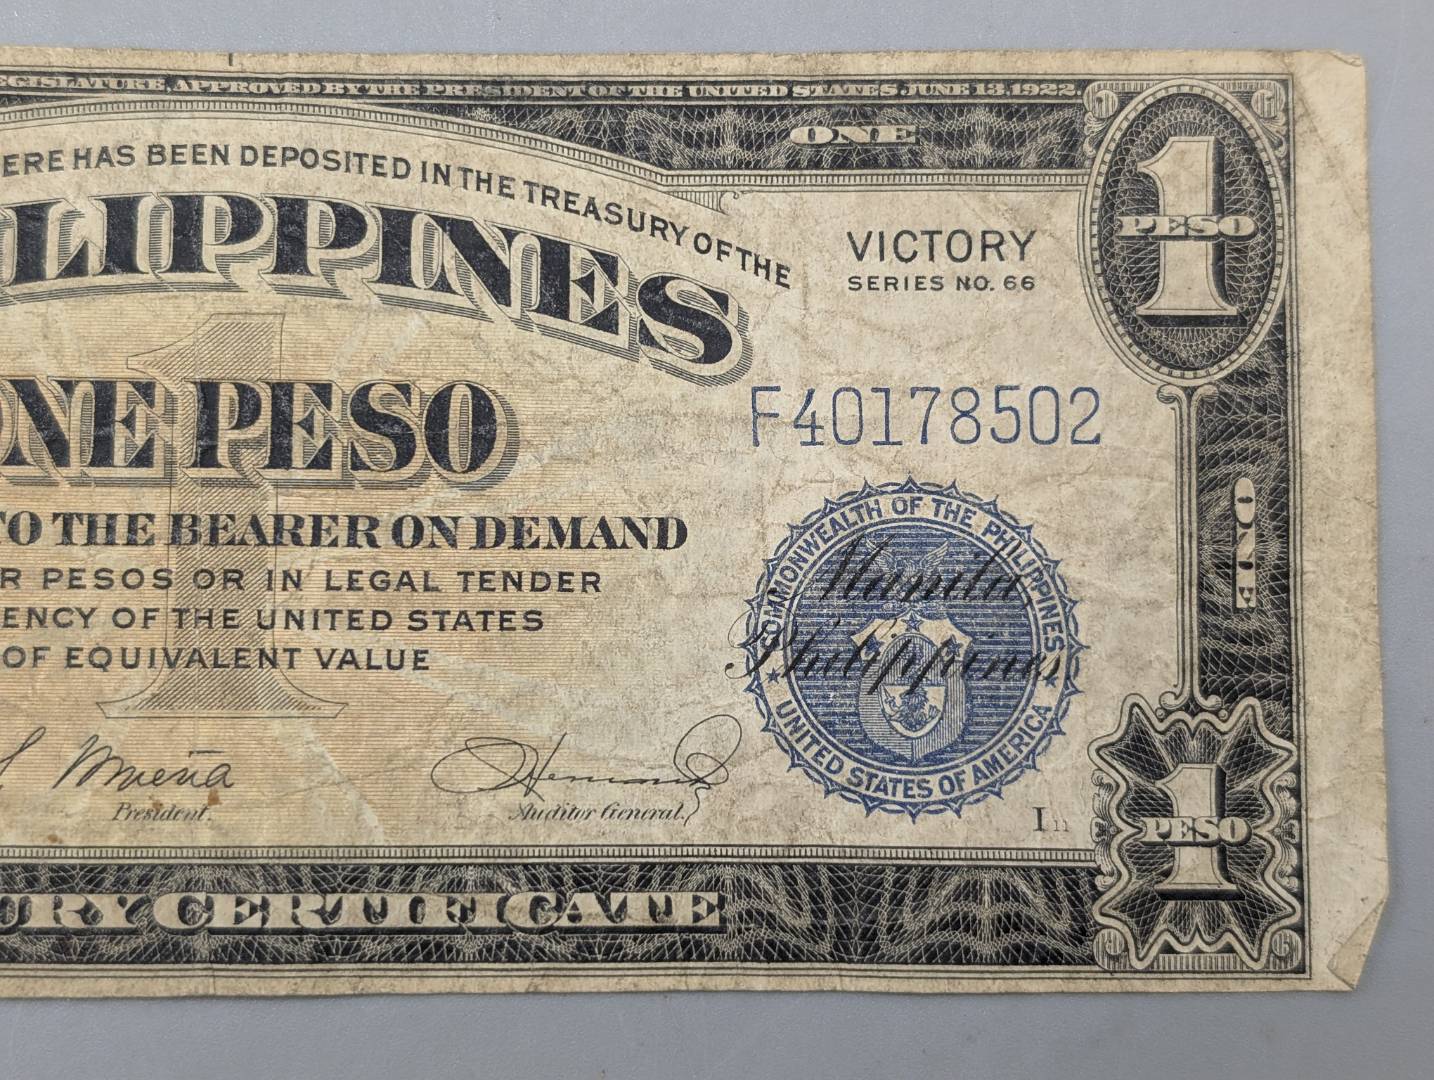 LEGISLATURE, APPROVED BY THE PRESIDENT OF THE UNITED STATES, JUNE 13, 1922.
ONE
1
PESO
ERE HAS BEEN DEPOSITED IN THE TREASURY OF THE
LIPPINES
VICTORY
SERIES NO. 66
1
NE PESO
F40178502
TO THE BEARER ON DEMAND
R PESOS OR IN LEGAL TENDER
ENCY OF THE UNITED STATES
OF EQUIVALENT VALUE
COMMONWEALTH OF THE PHILIPPINES
Manila,
Philippines
UNITED STATES OF AMERICA
ONE
President.
Auditor General.
1
PESO
RY CERTIFICATE